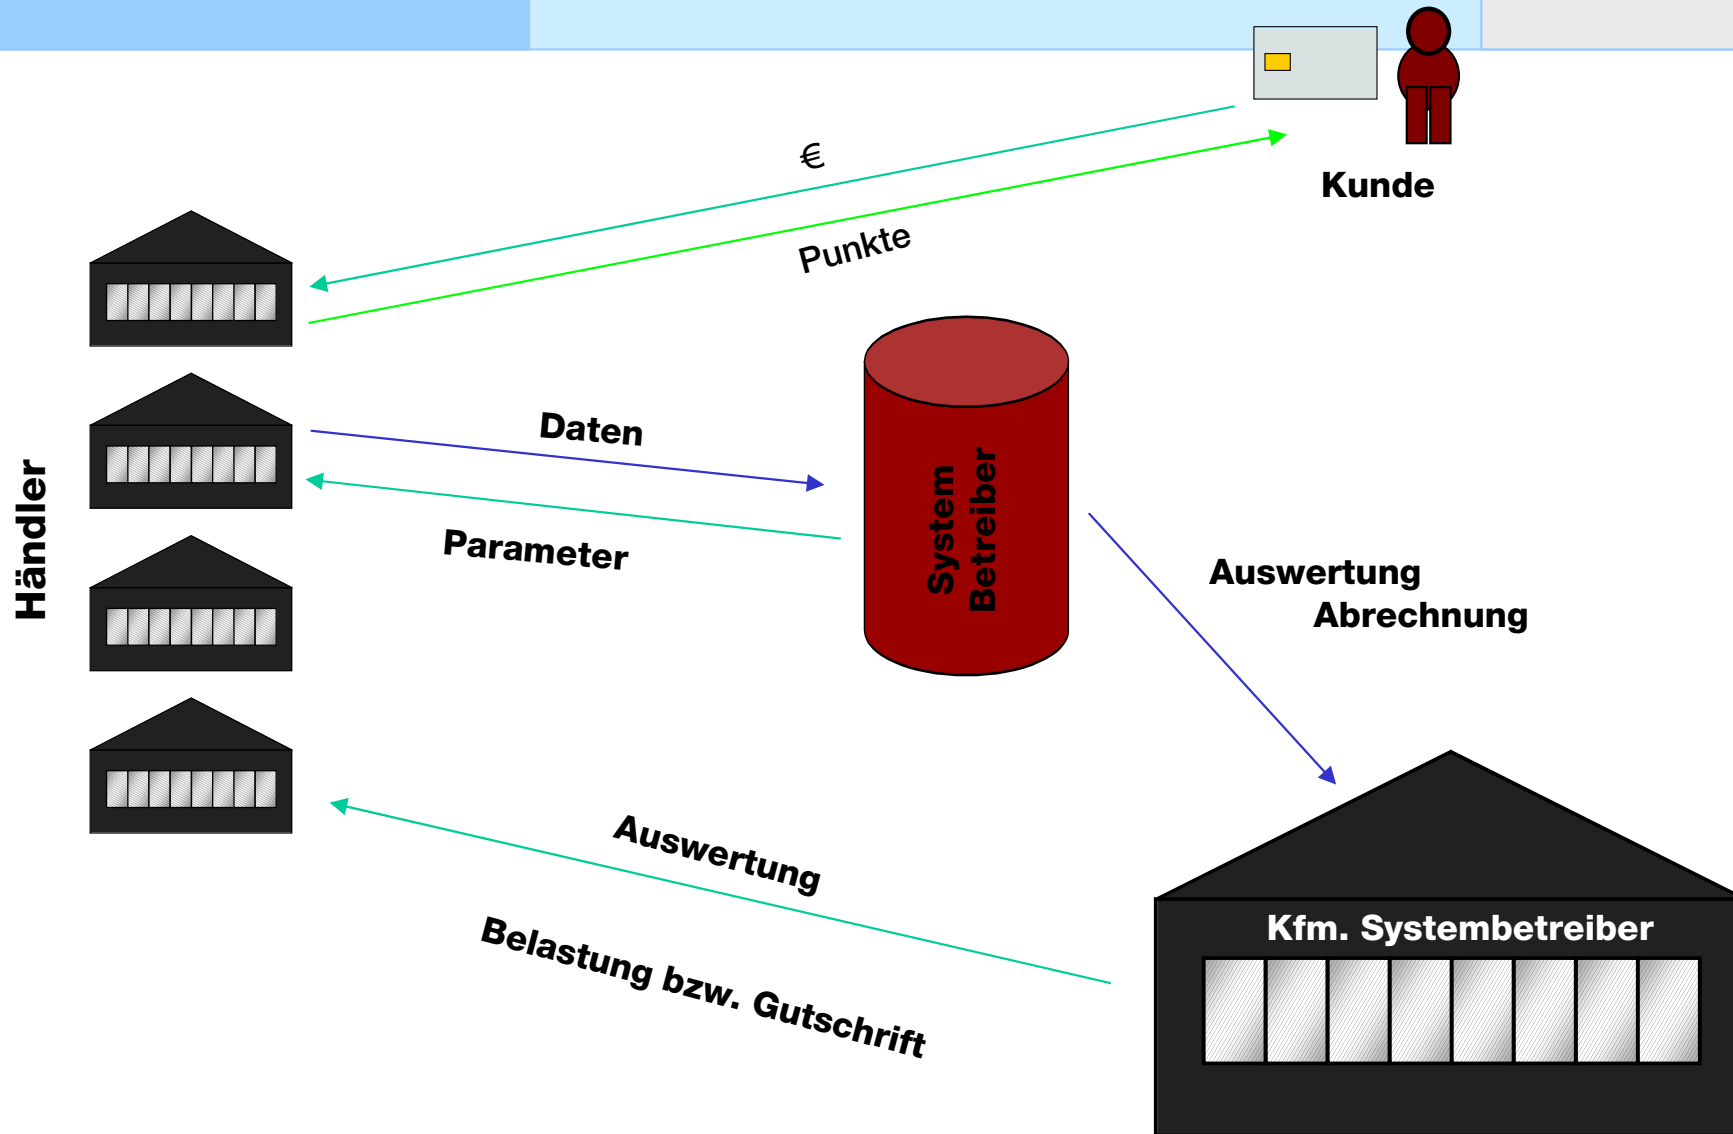 €
Kunde
Punkte
Händler
Daten
Parameter
System
Betreiber
Auswertung
Abrechnung
Auswertung
Belastung bzw. Gutschrift
Kfm. Systembetreiber